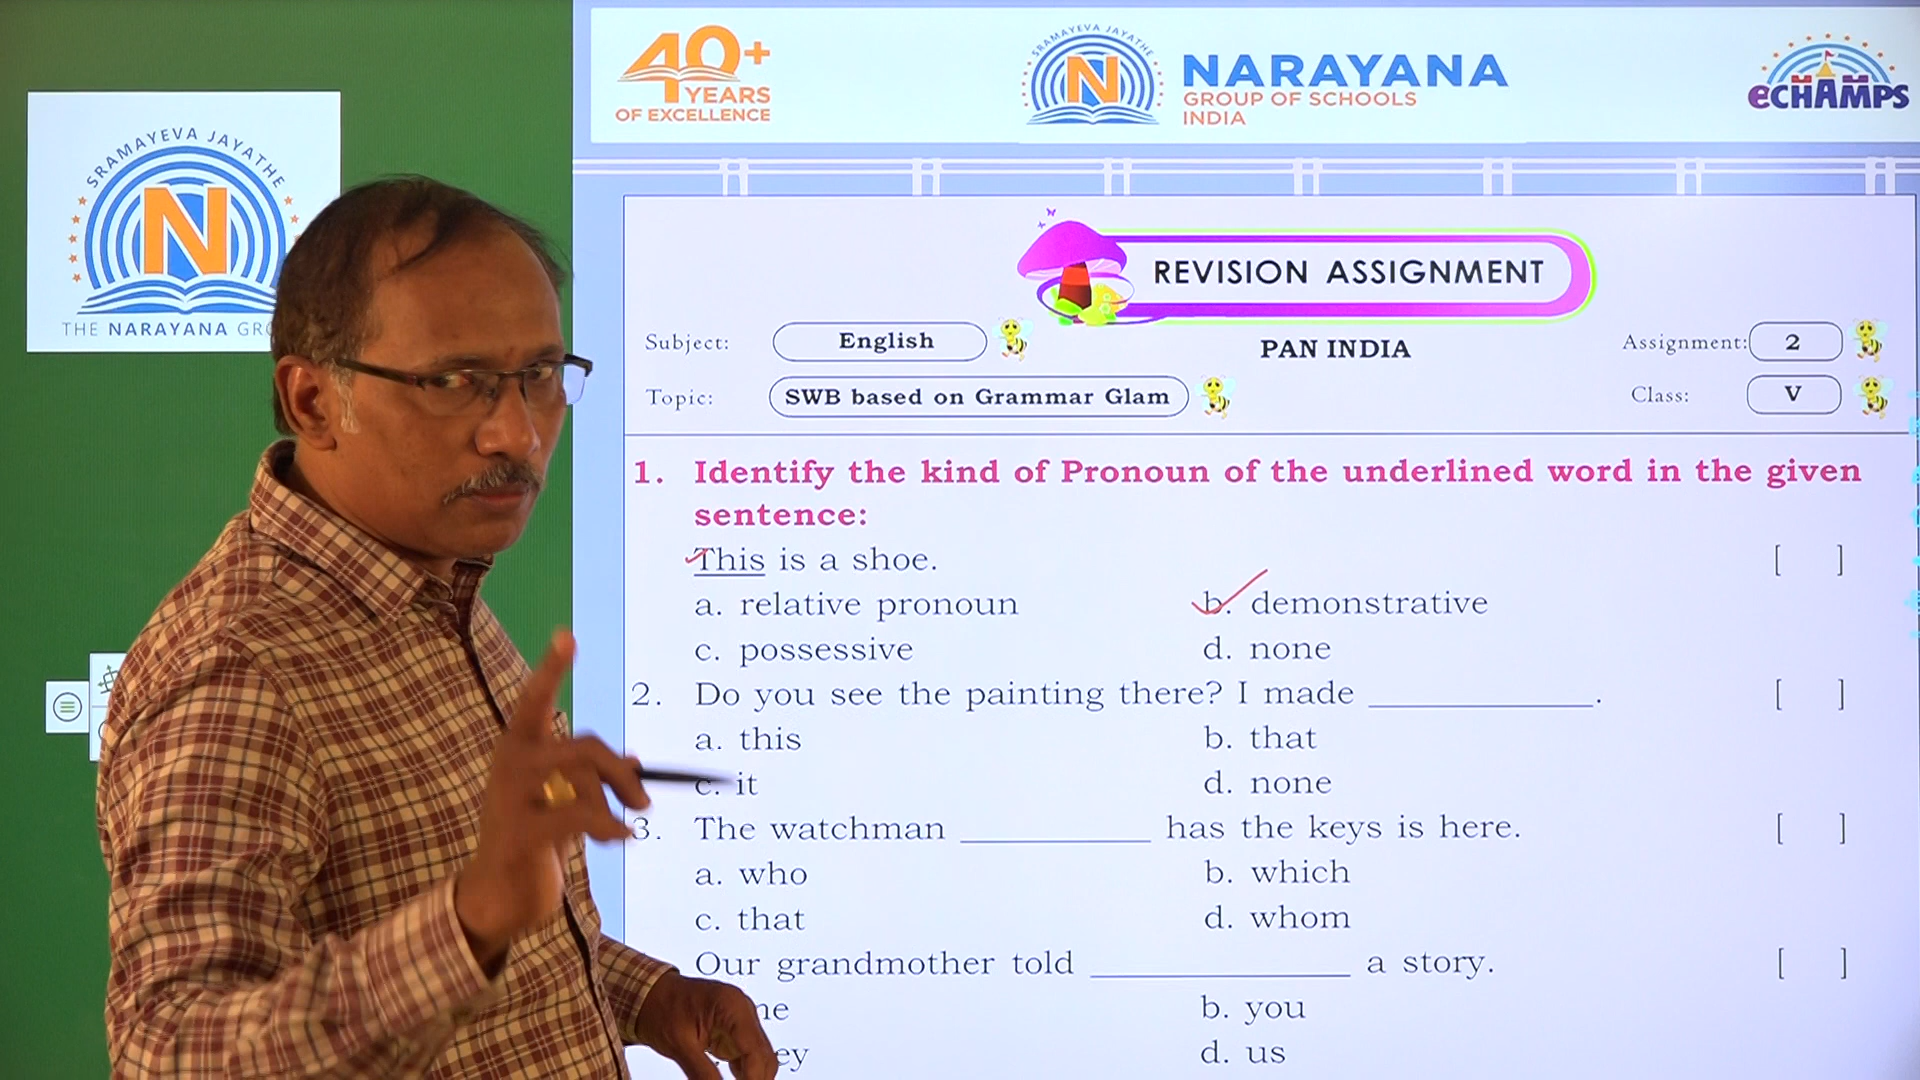 40+
YEARS
OF EXCELLENCE
SRAMAYEVA JAYATHE
N
NARAYANA
GROUP OF SCHOOLS
INDIA
eCHAMPS
SRAMAYEVA JAYATHE
N
THE NARAYANA
REVISION ASSIGNMENT
Subject: English PAN INDIA Assignment: 2
Topic: SWB based on Grammar Glam Class: V
1. Identify the kind of Pronoun of the underlined word in the given
sentence:
This is a shoe. [ ]
a. relative pronoun b. demonstrative
c. possessive d. none
2. Do you see the painting there? I made ____________. [ ]
a. this b. that
c. it d. none
3. The watchman __________ has the keys is here. [ ]
a. who b. which
c. that d. whom
Our grandmother told ______________ a story. [ ]
b. you
d. us